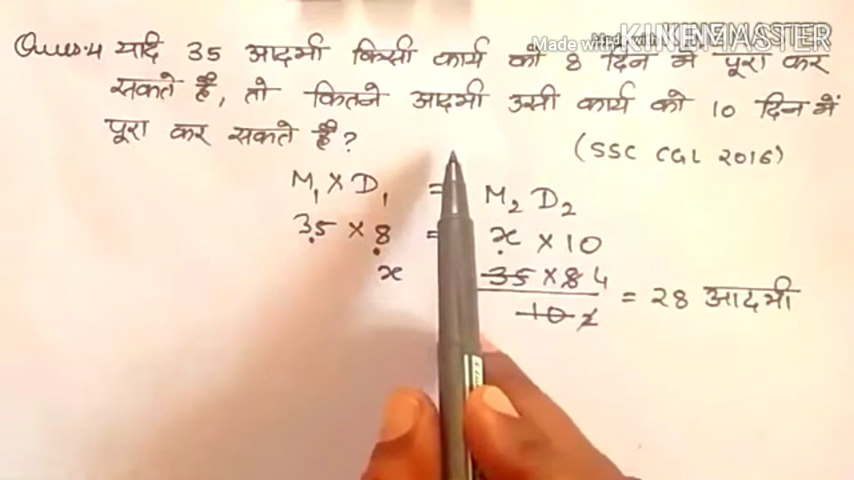 Made with KINEMASTER
Ques:4 यदि 35 आदमी किसी कार्य को 8 दिन में पूरा कर
सकते हैं, तो कितने आदमी उसी कार्य को 10 दिन में
पूरा कर सकते हैं?
(SSC CGL 2016)
M₁ × D₁ = M₂ D₂
35 × 8 = x × 10
x 35 × 8 4
10 2 = 28 आदमी